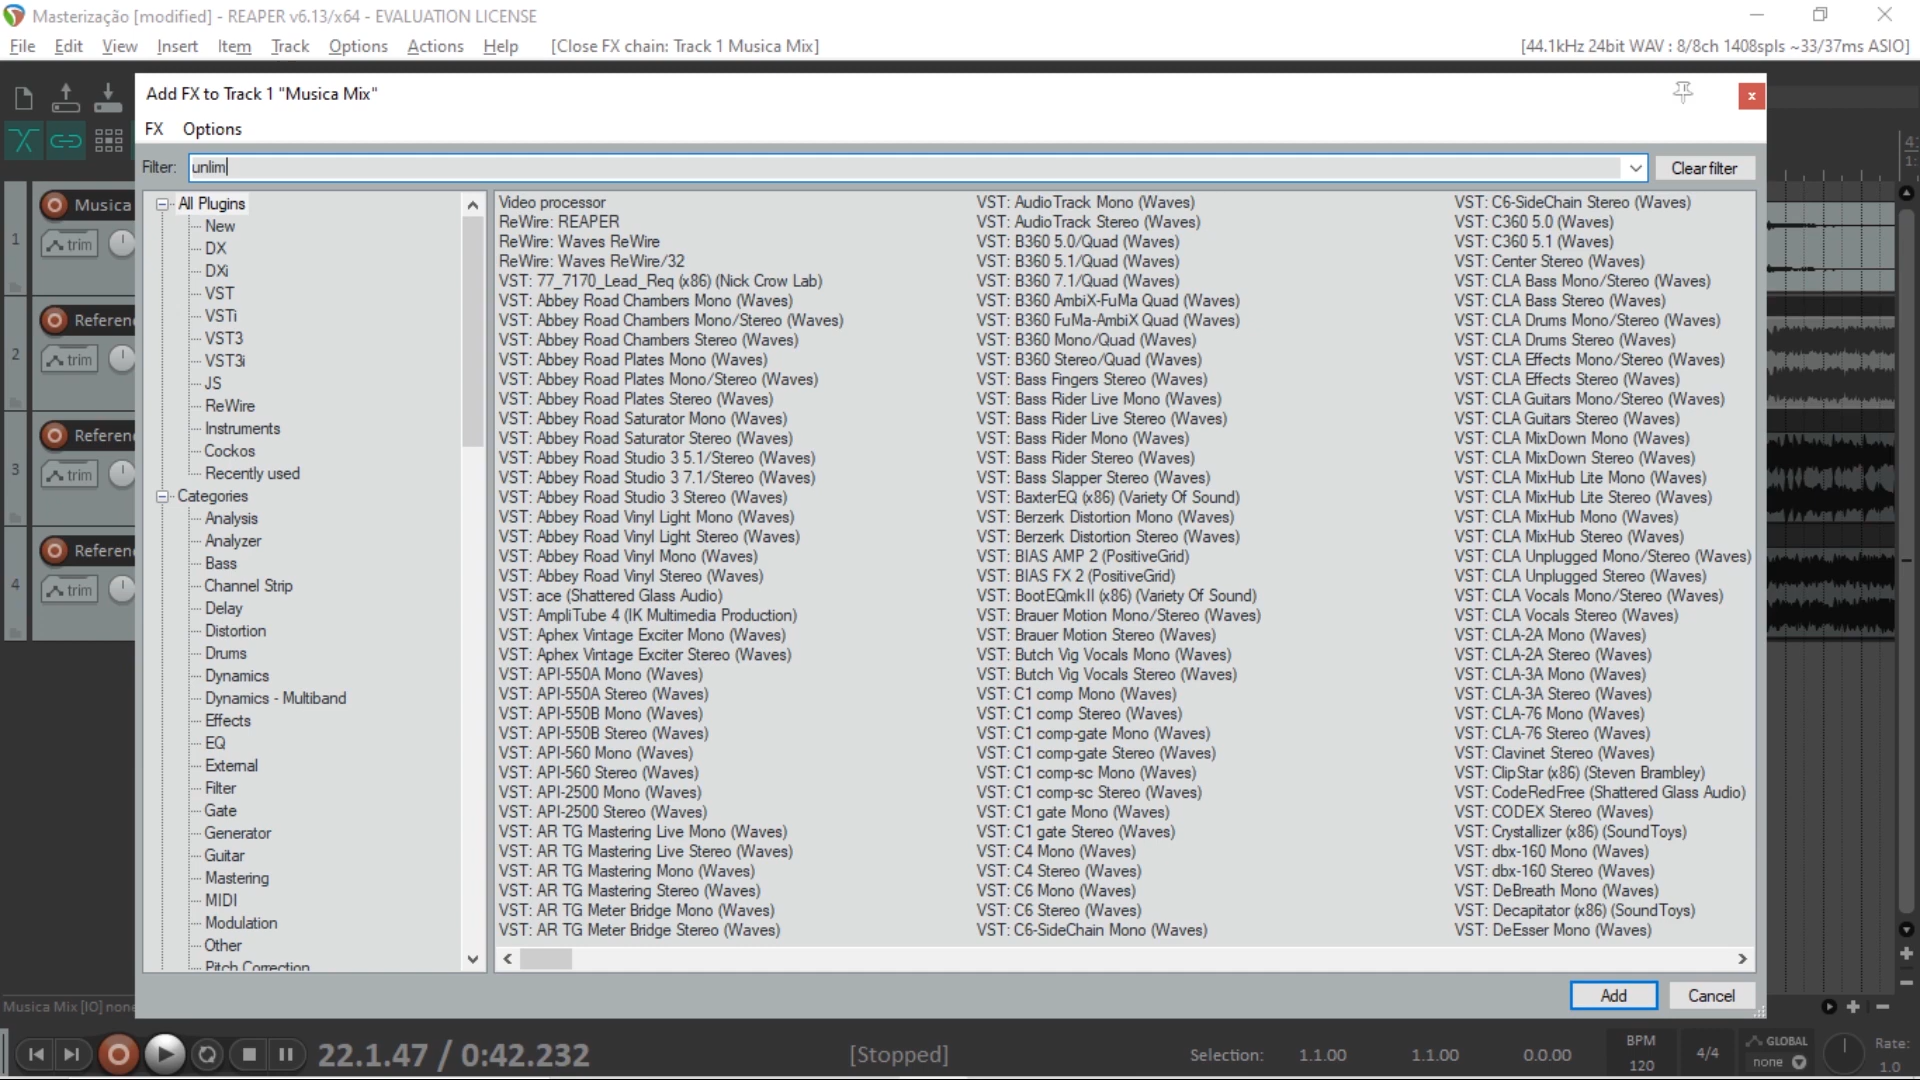 Masterização [modified] - REAPER v6.13/x64 - EVALUATION LICENSE
File Edit View Insert Item Track Options Actions Help [Close FX chain: Track 1 Musica Mix] [44.1kHz 24bit WAV : 8/8ch 1408spls ~33/37ms ASIO]
Add FX to Track 1 "Musica Mix"
FX Options
Filter: unlim Clear filter
1 Musica
trim
2 Referen
trim
3 Referen
trim
4 Referen
trim
All Plugins
New
DX
DXi
VST
VSTi
VST3
VST3i
JS
ReWire
Instruments
Cockos
Recently used
Categories
Analysis
Analyzer
Bass
Channel Strip
Delay
Distortion
Drums
Dynamics
Dynamics - Multiband
Effects
EQ
External
Filter
Gate
Generator
Guitar
Mastering
MIDI
Modulation
Other
Pitch Correction
Video processor
ReWire: REAPER
ReWire: Waves ReWire
ReWire: Waves ReWire/32
VST: 77_7170_Lead_Req (x86) (Nick Crow Lab)
VST: Abbey Road Chambers Mono (Waves)
VST: Abbey Road Chambers Mono/Stereo (Waves)
VST: Abbey Road Chambers Stereo (Waves)
VST: Abbey Road Plates Mono (Waves)
VST: Abbey Road Plates Mono/Stereo (Waves)
VST: Abbey Road Plates Stereo (Waves)
VST: Abbey Road Saturator Mono (Waves)
VST: Abbey Road Saturator Stereo (Waves)
VST: Abbey Road Studio 3 5.1/Stereo (Waves)
VST: Abbey Road Studio 3 7.1/Stereo (Waves)
VST: Abbey Road Studio 3 Stereo (Waves)
VST: Abbey Road Vinyl Light Mono (Waves)
VST: Abbey Road Vinyl Light Stereo (Waves)
VST: Abbey Road Vinyl Mono (Waves)
VST: Abbey Road Vinyl Stereo (Waves)
VST: ace (Shattered Glass Audio)
VST: AmpliTube 4 (IK Multimedia Production)
VST: Aphex Vintage Exciter Mono (Waves)
VST: Aphex Vintage Exciter Stereo (Waves)
VST: API-550A Mono (Waves)
VST: API-550A Stereo (Waves)
VST: API-550B Mono (Waves)
VST: API-550B Stereo (Waves)
VST: API-560 Mono (Waves)
VST: API-560 Stereo (Waves)
VST: API-2500 Mono (Waves)
VST: API-2500 Stereo (Waves)
VST: AR TG Mastering Live Mono (Waves)
VST: AR TG Mastering Live Stereo (Waves)
VST: AR TG Mastering Mono (Waves)
VST: AR TG Mastering Stereo (Waves)
VST: AR TG Meter Bridge Mono (Waves)
VST: AR TG Meter Bridge Stereo (Waves)
VST: AudioTrack Mono (Waves)
VST: AudioTrack Stereo (Waves)
VST: B360 5.0/Quad (Waves)
VST: B360 5.1/Quad (Waves)
VST: B360 7.1/Quad (Waves)
VST: B360 AmbiX-FuMa Quad (Waves)
VST: B360 FuMa-AmbiX Quad (Waves)
VST: B360 Mono/Quad (Waves)
VST: B360 Stereo/Quad (Waves)
VST: Bass Fingers Stereo (Waves)
VST: Bass Rider Live Mono (Waves)
VST: Bass Rider Live Stereo (Waves)
VST: Bass Rider Mono (Waves)
VST: Bass Rider Stereo (Waves)
VST: Bass Slapper Stereo (Waves)
VST: BaxterEQ (x86) (Variety Of Sound)
VST: Berzerk Distortion Mono (Waves)
VST: Berzerk Distortion Stereo (Waves)
VST: BIAS AMP 2 (PositiveGrid)
VST: BIAS FX 2 (PositiveGrid)
VST: BootEQmkII (x86) (Variety Of Sound)
VST: Brauer Motion Mono/Stereo (Waves)
VST: Brauer Motion Stereo (Waves)
VST: Butch Vig Vocals Mono (Waves)
VST: Butch Vig Vocals Stereo (Waves)
VST: C1 comp Mono (Waves)
VST: C1 comp Stereo (Waves)
VST: C1 comp-gate Mono (Waves)
VST: C1 comp-gate Stereo (Waves)
VST: C1 comp-sc Mono (Waves)
VST: C1 comp-sc Stereo (Waves)
VST: C1 gate Mono (Waves)
VST: C1 gate Stereo (Waves)
VST: C4 Mono (Waves)
VST: C4 Stereo (Waves)
VST: C6 Mono (Waves)
VST: C6 Stereo (Waves)
VST: C6-SideChain Mono (Waves)
VST: C6-SideChain Stereo (Waves)
VST: C360 5.0 (Waves)
VST: C360 5.1 (Waves)
VST: Center Stereo (Waves)
VST: CLA Bass Mono/Stereo (Waves)
VST: CLA Bass Stereo (Waves)
VST: CLA Drums Mono/Stereo (Waves)
VST: CLA Drums Stereo (Waves)
VST: CLA Effects Mono/Stereo (Waves)
VST: CLA Effects Stereo (Waves)
VST: CLA Guitars Mono/Stereo (Waves)
VST: CLA Guitars Stereo (Waves)
VST: CLA MixDown Mono (Waves)
VST: CLA MixDown Stereo (Waves)
VST: CLA MixHub Lite Mono (Waves)
VST: CLA MixHub Lite Stereo (Waves)
VST: CLA MixHub Mono (Waves)
VST: CLA MixHub Stereo (Waves)
VST: CLA Unplugged Mono/Stereo (Waves)
VST: CLA Unplugged Stereo (Waves)
VST: CLA Vocals Mono/Stereo (Waves)
VST: CLA Vocals Stereo (Waves)
VST: CLA-2A Mono (Waves)
VST: CLA-2A Stereo (Waves)
VST: CLA-3A Mono (Waves)
VST: CLA-3A Stereo (Waves)
VST: CLA-76 Mono (Waves)
VST: CLA-76 Stereo (Waves)
VST: Clavinet Stereo (Waves)
VST: ClipStar (x86) (Steven Brambley)
VST: CodeRedFree (Shattered Glass Audio)
VST: CODEX Stereo (Waves)
VST: Crystallizer (x86) (SoundToys)
VST: dbx-160 Mono (Waves)
VST: dbx-160 Stereo (Waves)
VST: DeBreath Mono (Waves)
VST: Decapitator (x86) (SoundToys)
VST: DeEsser Mono (Waves)
Add Cancel
Musica Mix [IO] none
22.1.47 / 0:42.232 [Stopped] Selection: 1.1.00 1.1.00 0.0.00 BPM 120 4/4 GLOBAL none Rate: 1.0